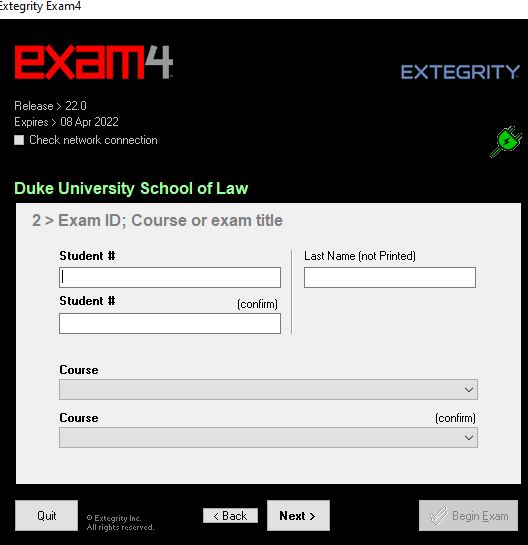 Extegrity Exam4
exam4
EXTEGRITY
Release > 22.0
Expires > 08 Apr 2022
Check network connection
Duke University School of Law
2 > Exam ID; Course or exam title
Student #
Last Name (not Printed)
Student #
(confirm)
Course
Course
(confirm)
Quit
© Extegrity Inc.
All rights reserved.
< Back
Next >
Begin Exam